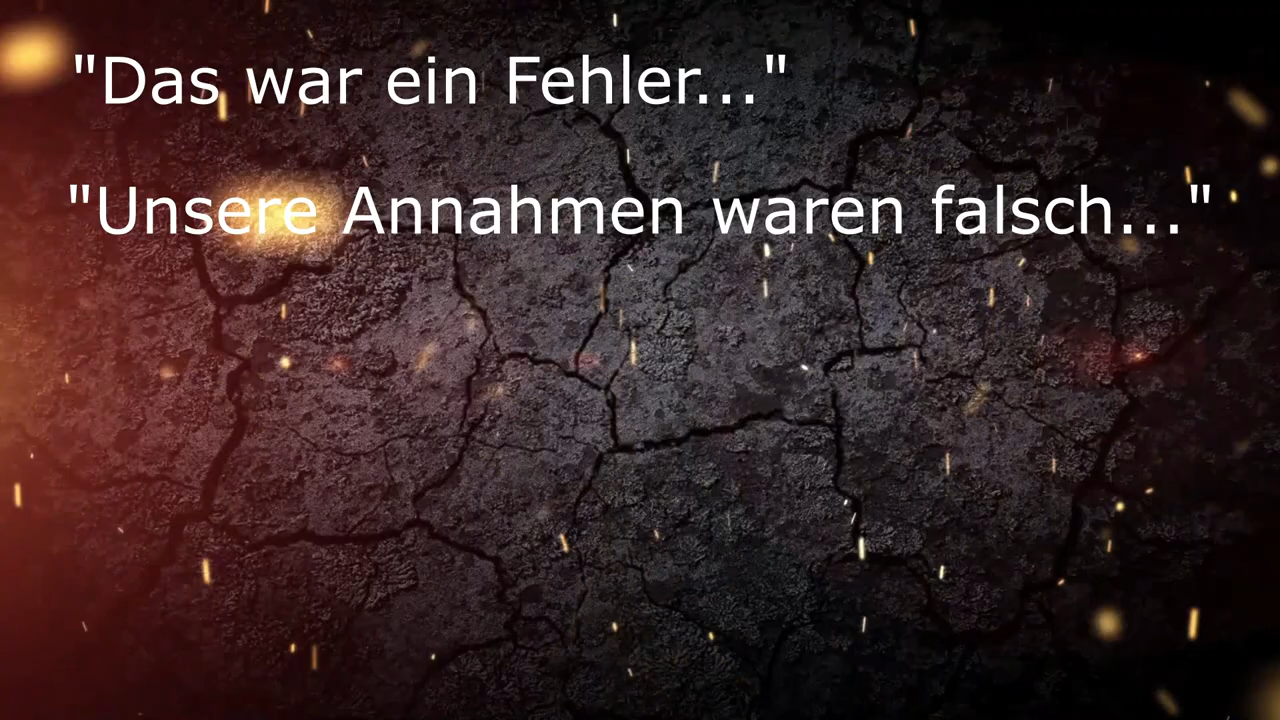 "Das war ein Fehler..."
"Unsere Annahmen waren falsch..."